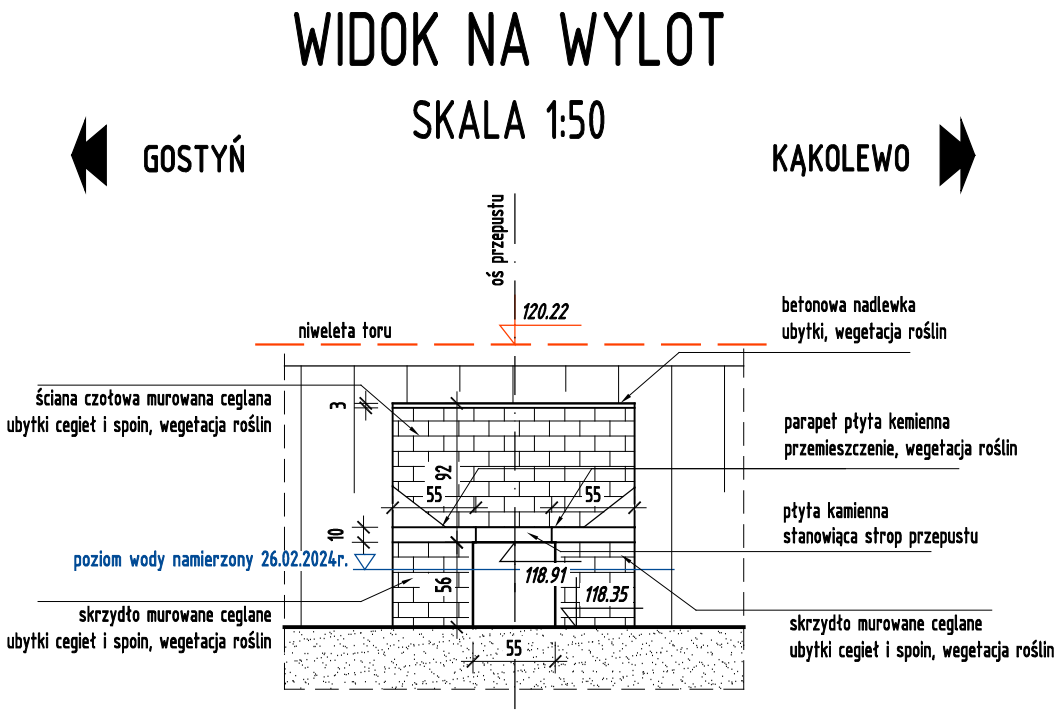 WIDOK NA WYLOT
SKALA 1:50
GOSTYŃ
KĄKOLEWO
oś przepustu
120.22
niweleta toru
betonowa nadlewka
ubytki, wegetacja roślin
ściana czołowa murowana ceglana
ubytki cegieł i spoin, wegetacja roślin
3
parapet płyta kemienna
przemieszczenie, wegetacja roślin
92
55
55
płyta kamienna
stanowiąca strop przepustu
10
poziom wody namierzony 26.02.2024r.
118.91
56
118.35
skrzydło murowane ceglane
ubytki cegieł i spoin, wegetacja roślin
skrzydło murowane ceglane
ubytki cegieł i spoin, wegetacja roślin
55